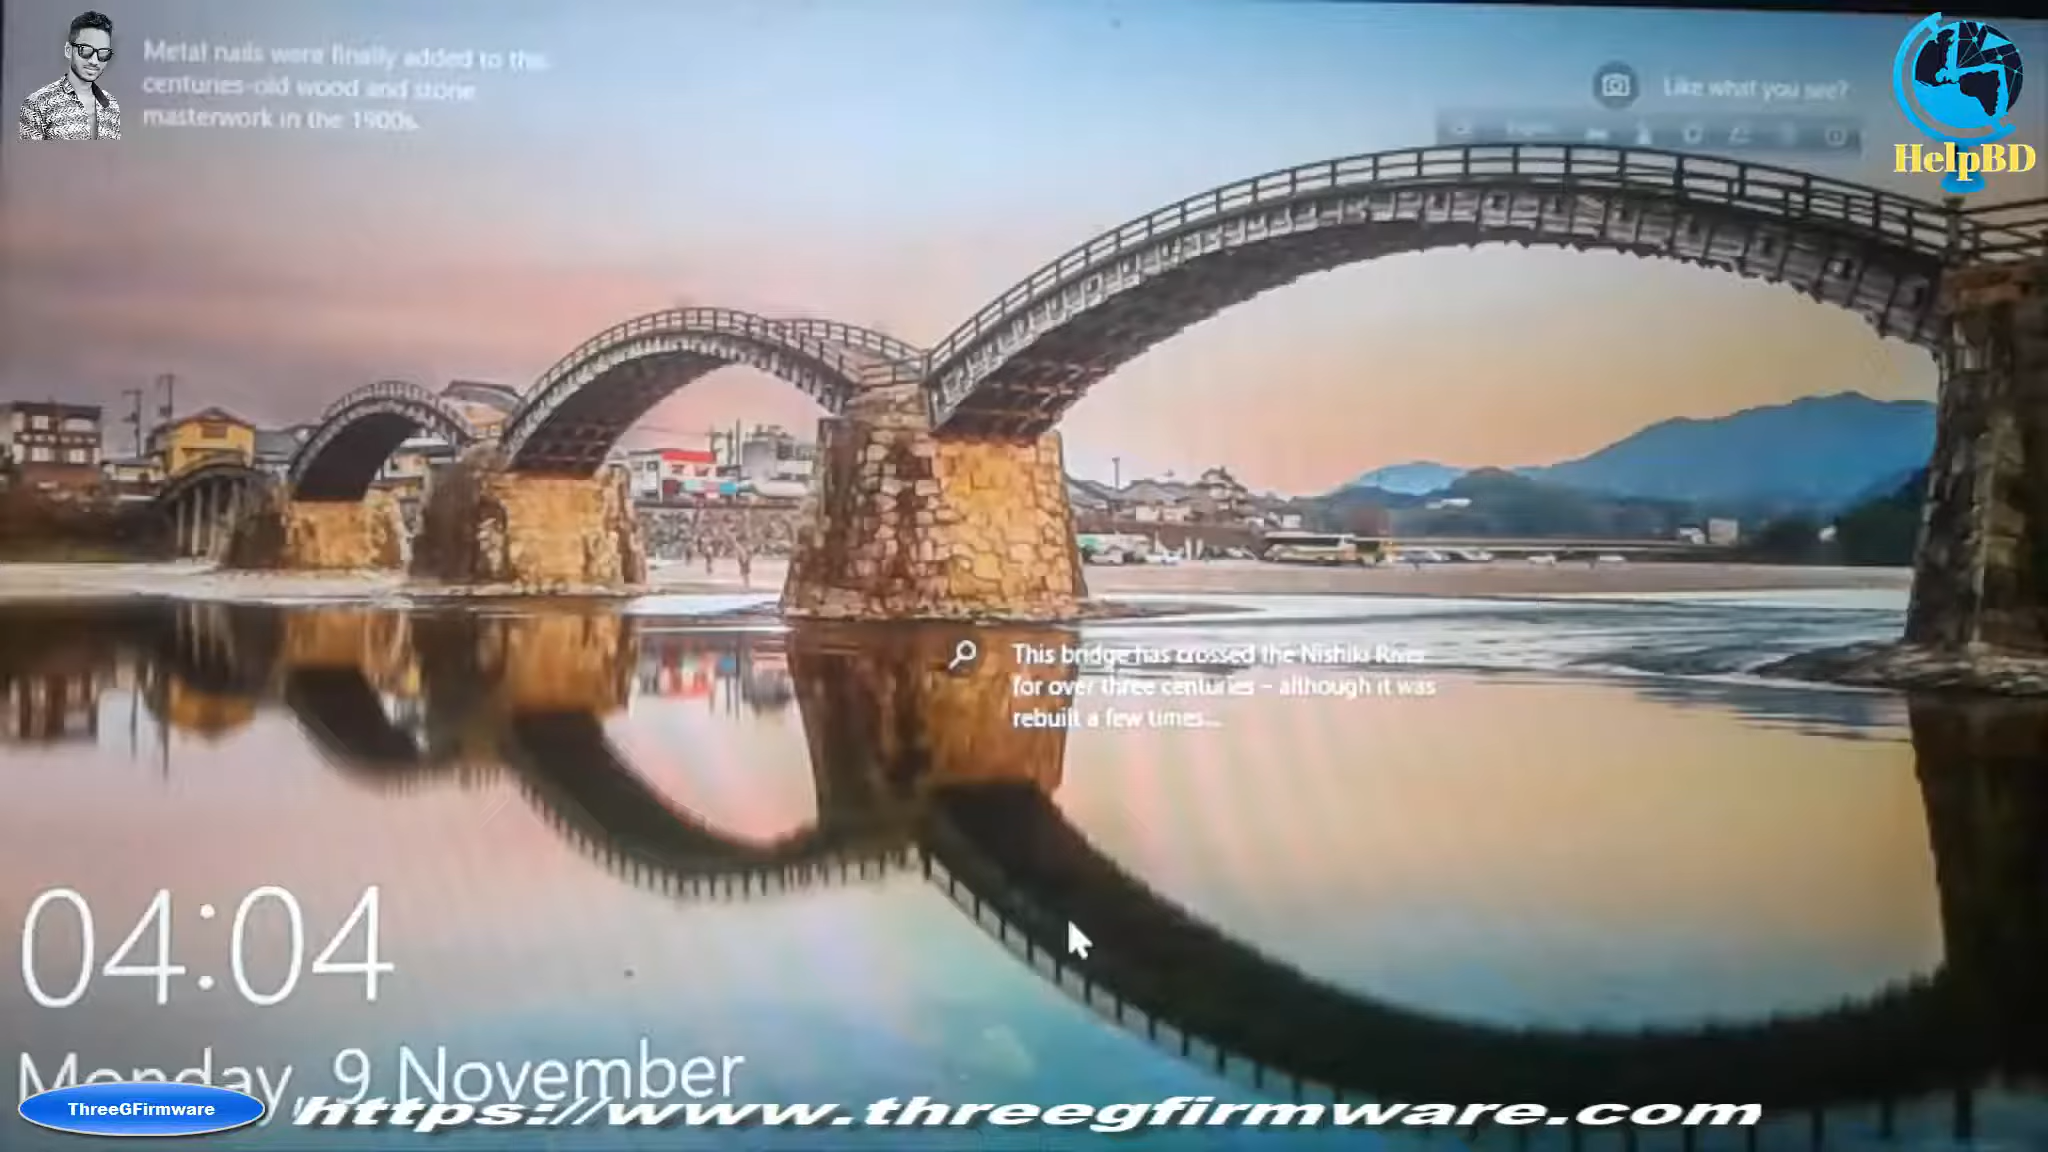 Metal nails were finally added to this
centuries-old wood and stone
masterwork in the 1900s.
Like what you see?
HelpBD
This bridge has crossed the Nishiki River
for over three centuries – although it was
rebuilt a few times...
04:04
Monday, 9 November
ThreeGFirmware
https://www.threegfirmware.com